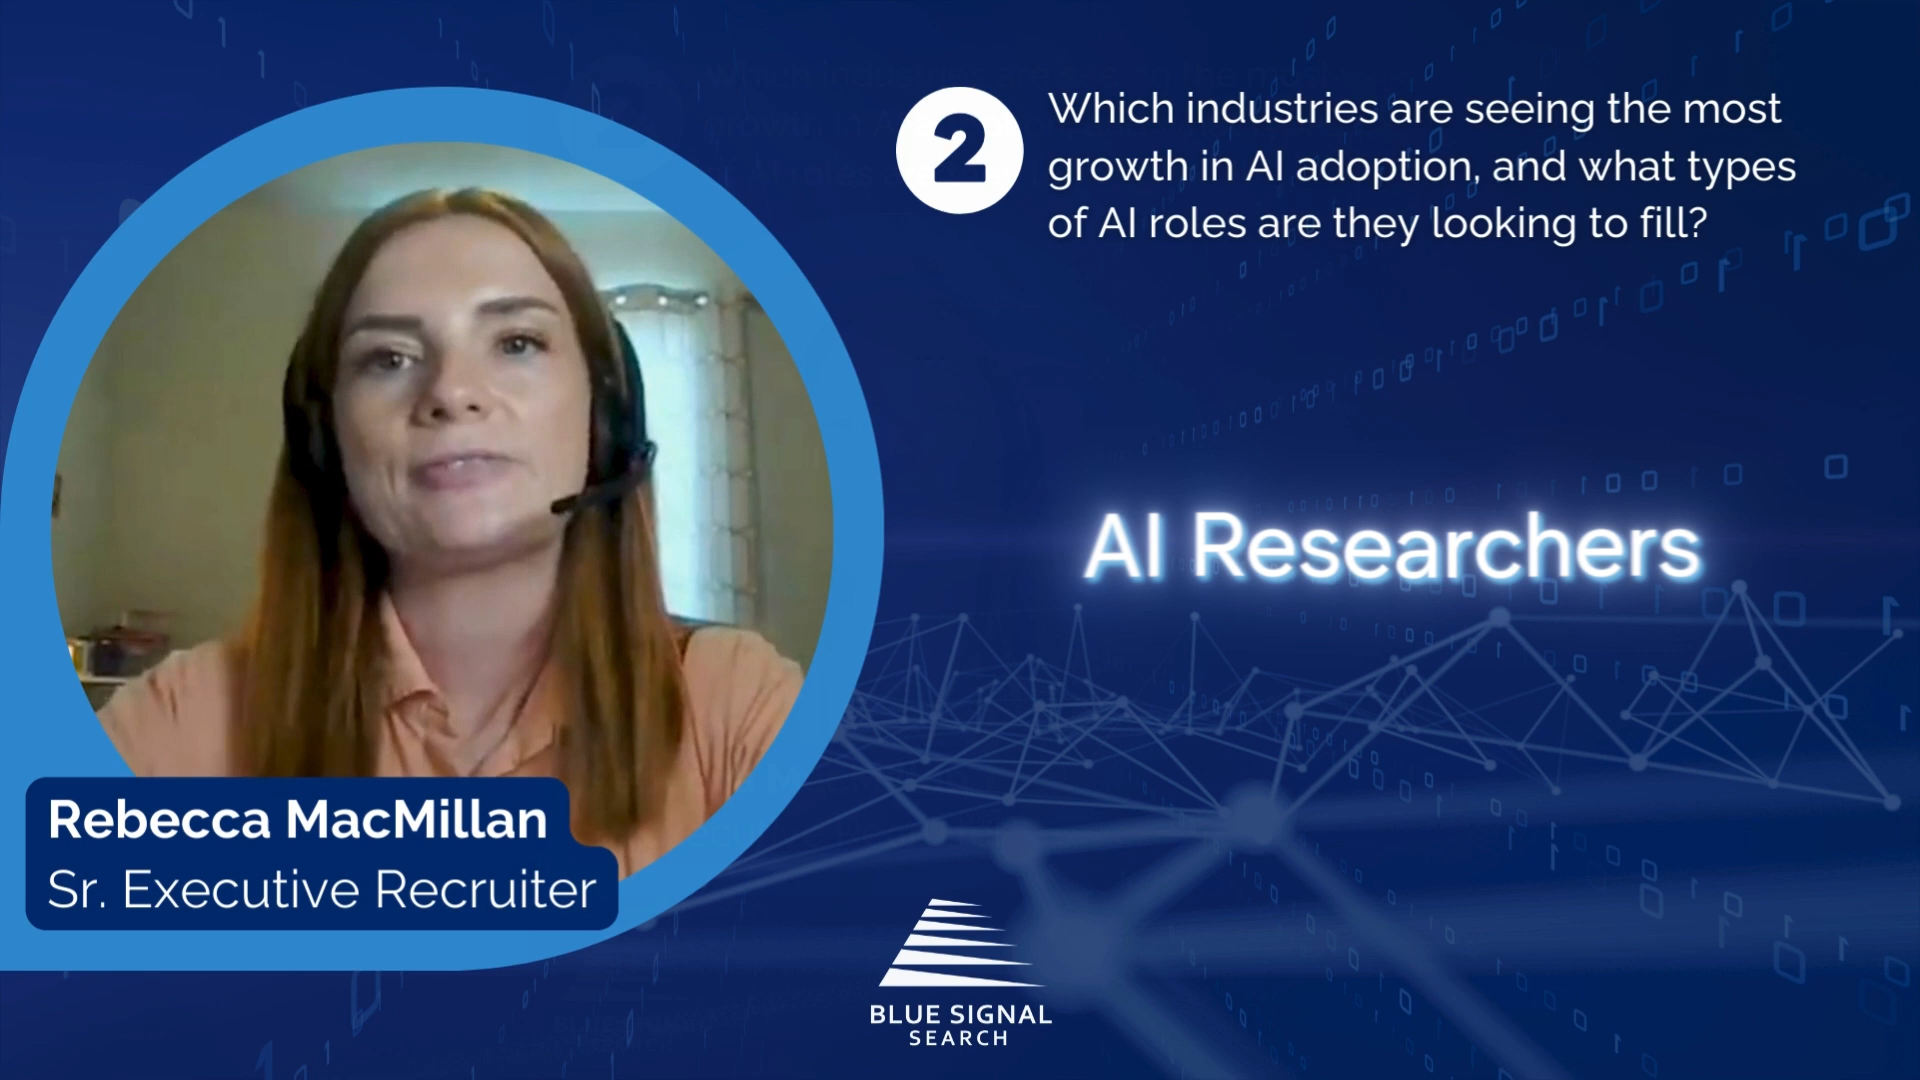 2
Which industries are seeing the most
growth in AI adoption, and what types
of AI roles are they looking to fill?
AI Researchers
Rebecca MacMillan
Sr. Executive Recruiter
BLUE SIGNAL
SEARCH